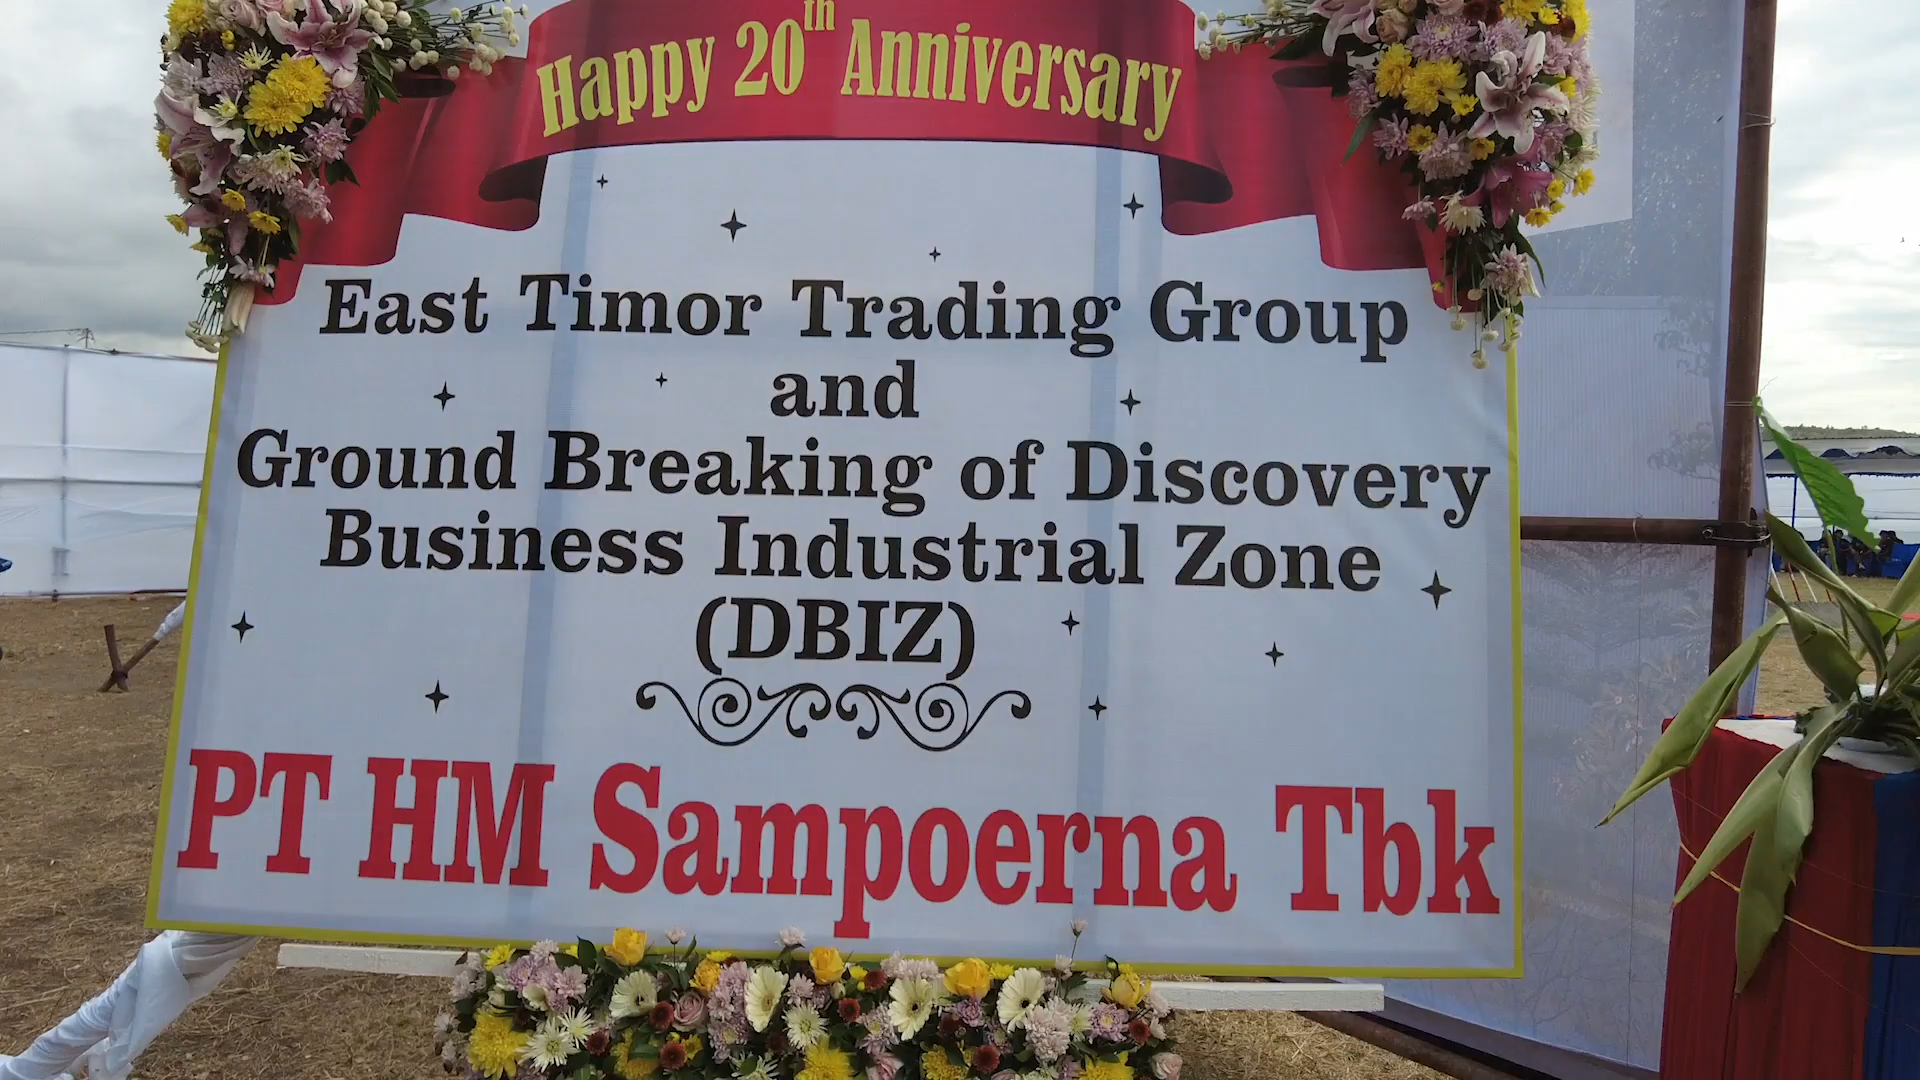 Happy 20th Anniversary
East Timor Trading Group
and
Ground Breaking of Discovery
Business Industrial Zone
(DBIZ)
PT HM Sampoerna Tbk